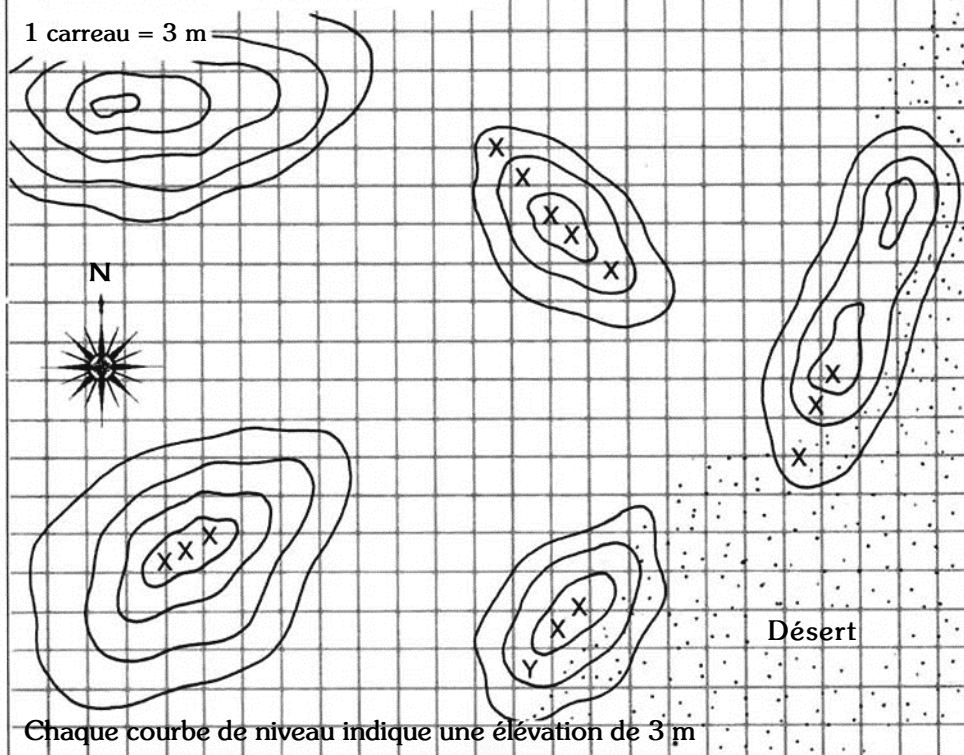 1 carreau = 3 m
X
X
X
X
X
N
X
X
X
X
X
X
X
X
Y
Désert
Chaque courbe de niveau indique une élévation de 3 m